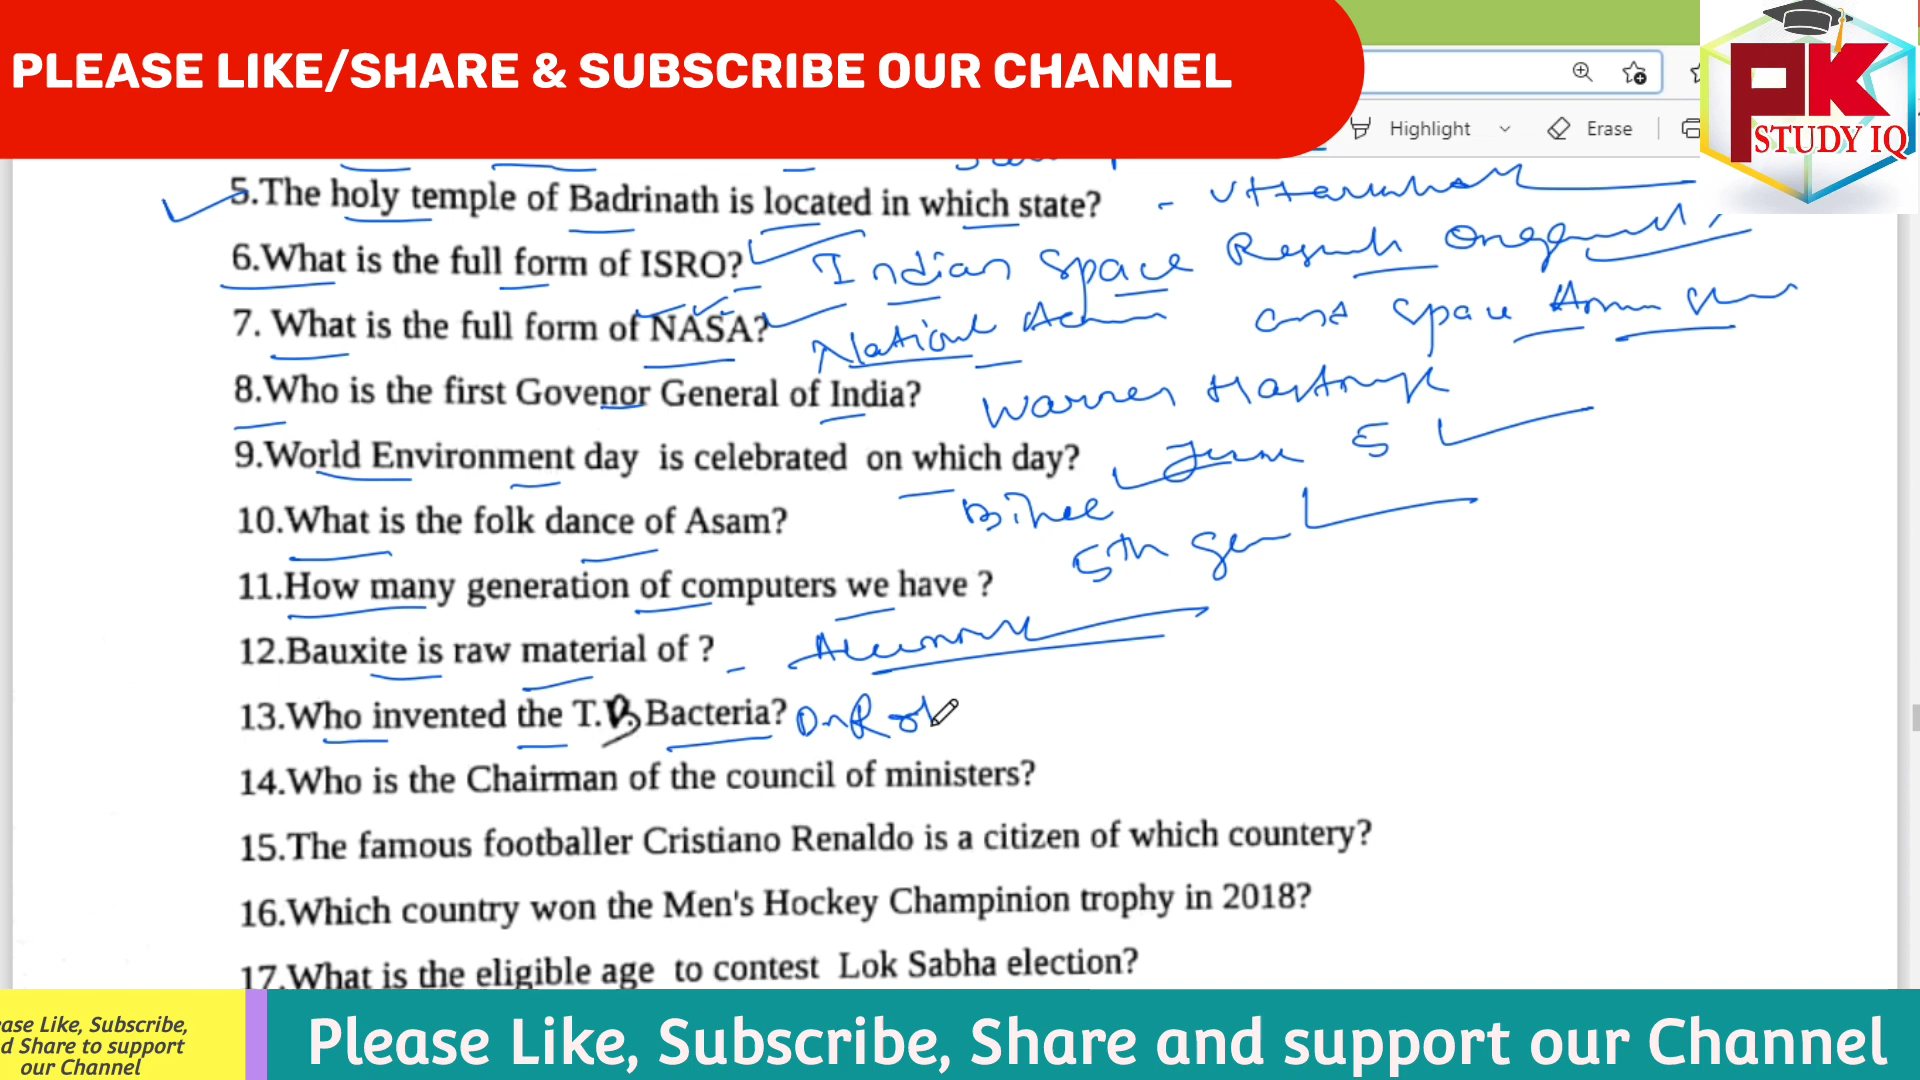 PLEASE LIKE/SHARE & SUBSCRIBE OUR CHANNEL
Highlight
Erase
PK
STUDY IQ
5.The holy temple of Badrinath is located in which state? -
6.What is the full form of ISRO? Indian Space
7. What is the full form of NASA? National and Space
8.Who is the first Govenor General of India? Warren Hastings
9.World Environment day is celebrated on which day? June 5
10.What is the folk dance of Asam? Bihu
11.How many generation of computers we have ? 5th gen
12.Bauxite is raw material of ? -
13.Who invented the T.B Bacteria?
14.Who is the Chairman of the council of ministers?
15.The famous footballer Cristiano Renaldo is a citizen of which countery?
16.Which country won the Men's Hockey Champinion trophy in 2018?
17.What is the eligible age to contest Lok Sabha election?
ase Like, Subscribe,
d Share to support
our Channel
Please Like, Subscribe, Share and support our Channel